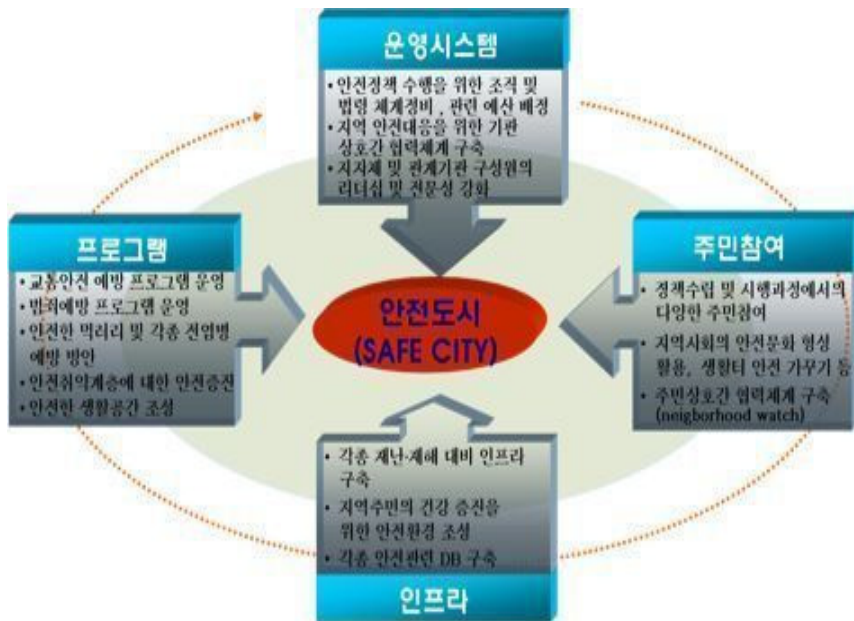 운영시스템
•안전정책 수행을 위한 조직 및
법령 체계정비 , 관련 예산 배정
•지역 안전대응을 위한 기관
상호간 협력체계 구축
•지자체 및 관계기관 구성원의
리더십 및 전문성 강화
프로그램
•교통안전 예방 프로그램 운영
•범죄예방 프로그램 운영
•안전한 먹러리 및 각종 전염병
예방 방안
•안전취약계층에 대한 안전증진
•안전한 생활공간 조성
안전도시
(SAFE CITY)
주민참여
• 정책수립 및 시행과정에서의
다양한 주민참여
• 지역사회의 안전문화 형성
활용, 생활터 안전 가꾸기 등
• 주민상호간 협력체계 구축
(neigborhood watch)
• 각종 재난·재해 대비 인프라
구축
• 지역주민의 건강 증진을
위한 안전환경 조성
• 각종 안전관련 DB 구축
인프라